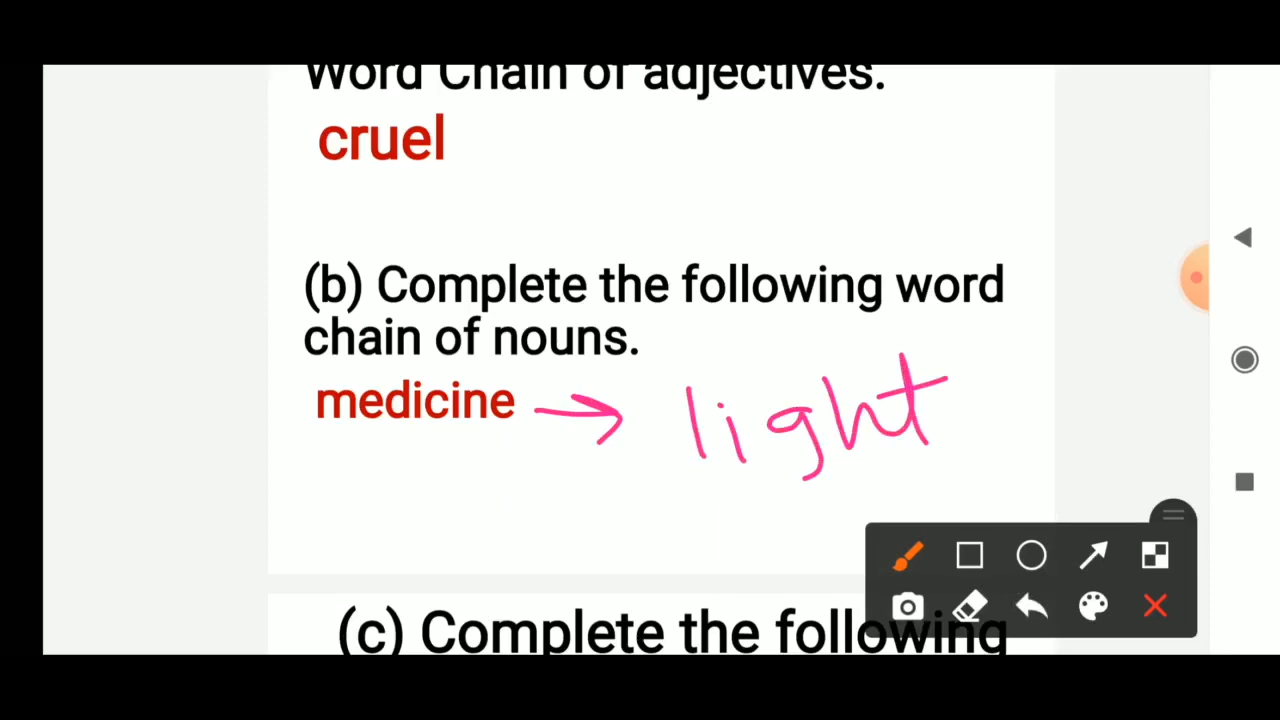 Word Chain of adjectives.
cruel
(b) Complete the following word
chain of nouns.
medicine → light
(c) Complete the following